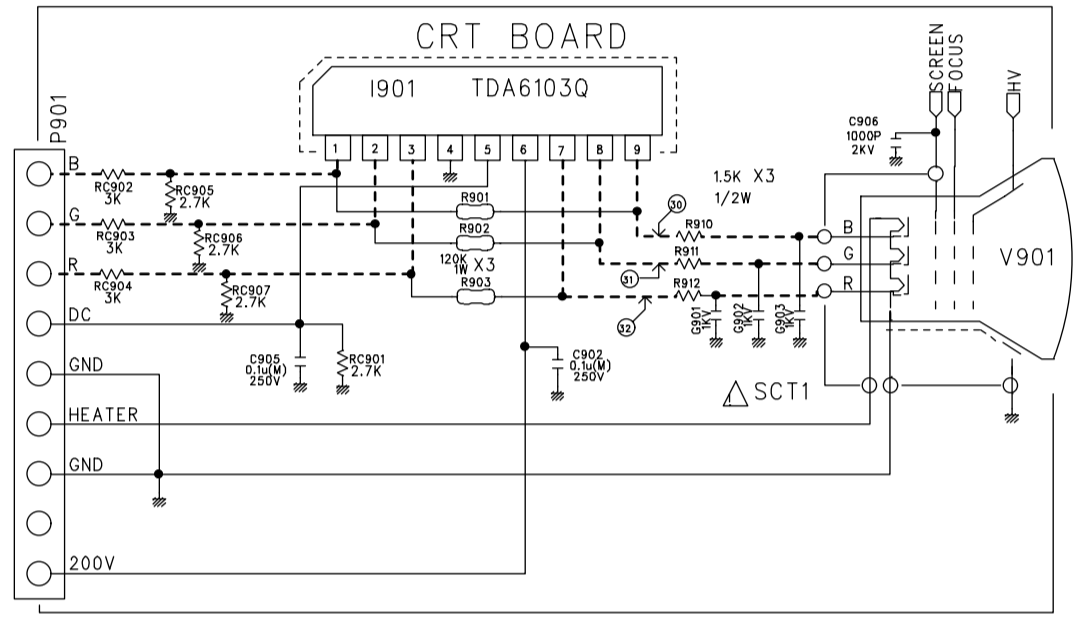 CRT BOARD
I901 TDA6103Q
1 2 3 4 5 6 7 8 9
P901
B
RC902
3K
RC905
2.7K
G
RC903
3K
RC906
2.7K
R
RC904
3K
RC907
2.7K
DC
C905
0.1u(M)
250V
RC901
2.7K
GND
HEATER
GND
200V
R901
R902
120K
1W X3
R903
C902
0.1u(M)
250V
1.5K X3
1/2W
30
R910
31
R911
32
R912
G901
1KV
G902
1KV
G903
1KV
SCT1
C906
1000P
2KV
SCREEN
FOCUS
HV
B
G
R
V901